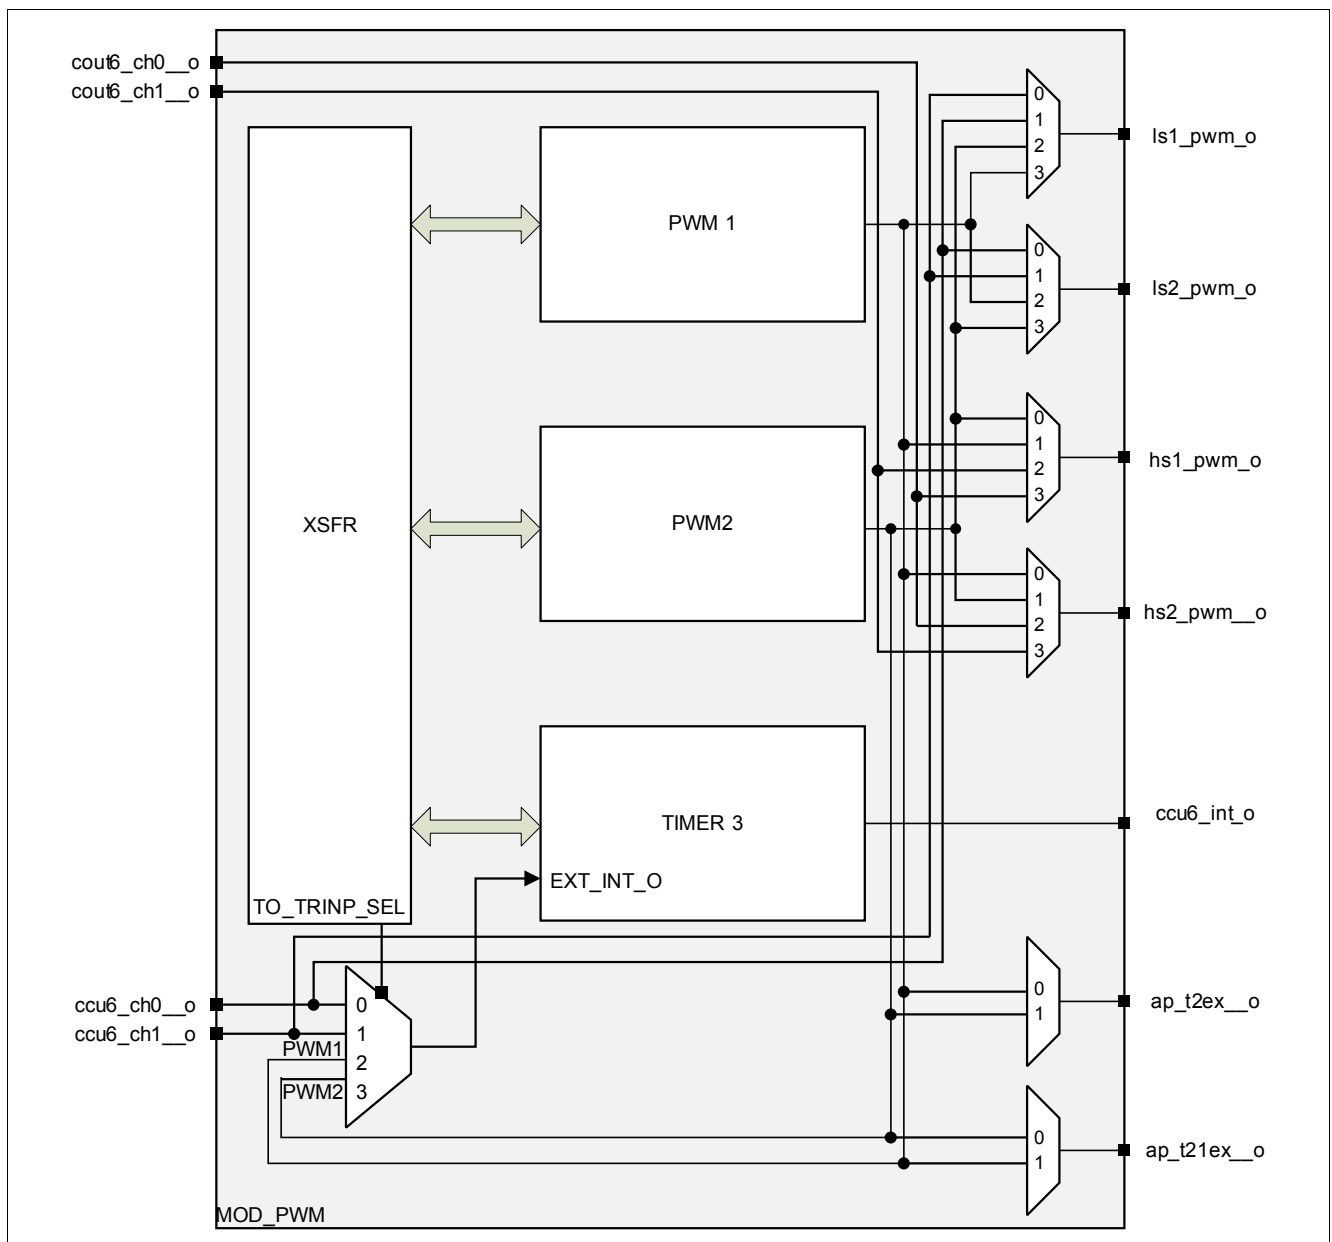 cout6_ch0__o
cout6_ch1__o
0
1
2
3
ls1_pwm_o
PWM 1
0
1
2
3
ls2_pwm_o
0
1
2
3
hs1_pwm_o
XSFR
PWM2
0
1
2
3
hs2_pwm__o
TIMER 3
ccu6_int_o
EXT_INT_O
TO_TRINP_SEL
ccu6_ch0__o
ccu6_ch1__o
PWM1
PWM2
0
1
2
3
0
1
ap_t2ex__o
0
1
ap_t21ex__o
MOD_PWM